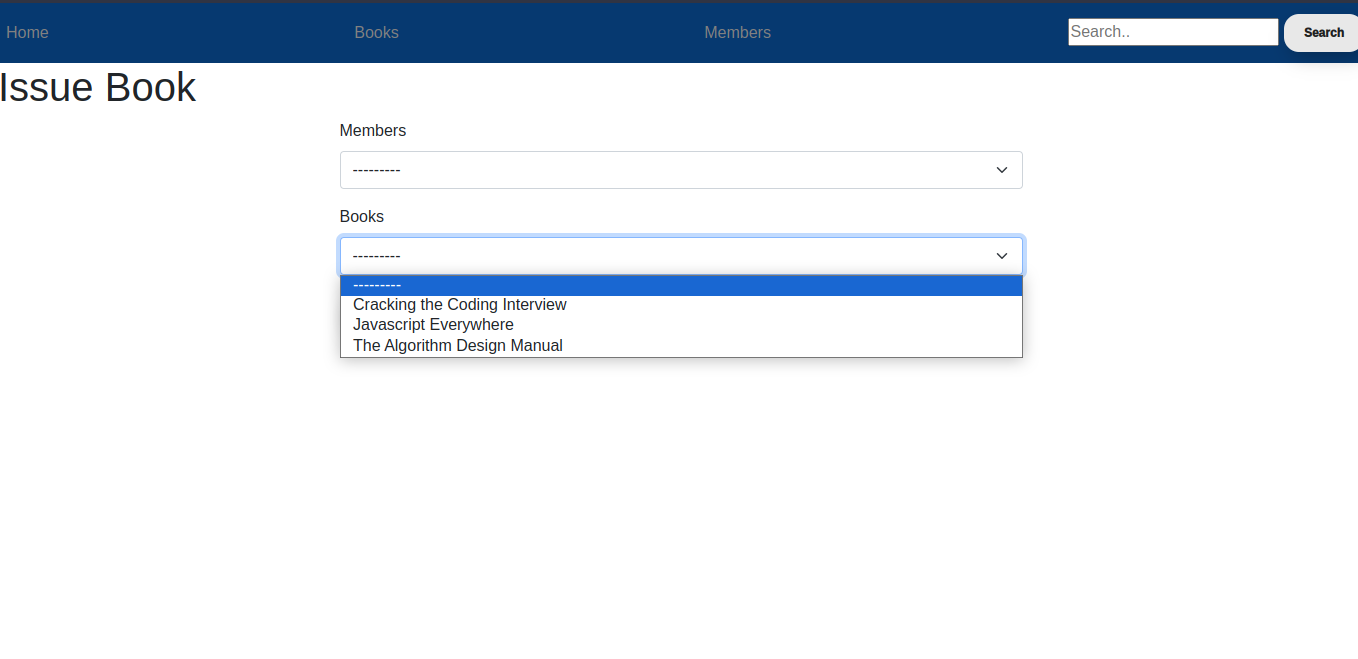 Home Books Members Search.. Search
Issue Book
Members
---------
Books
---------
---------
Cracking the Coding Interview
Javascript Everywhere
The Algorithm Design Manual